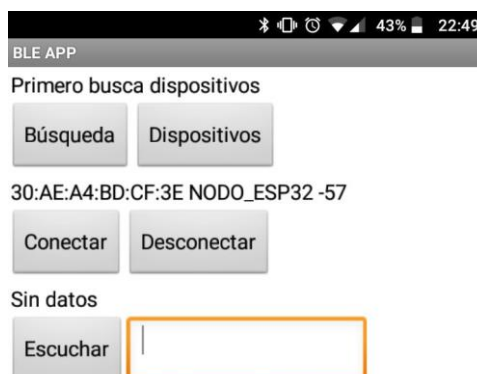 43% 22:49
BLE APP
Primero busca dispositivos
Búsqueda Dispositivos
30:AE:A4:BD:CF:3E NODO_ESP32 -57
Conectar Desconectar
Sin datos
Escuchar